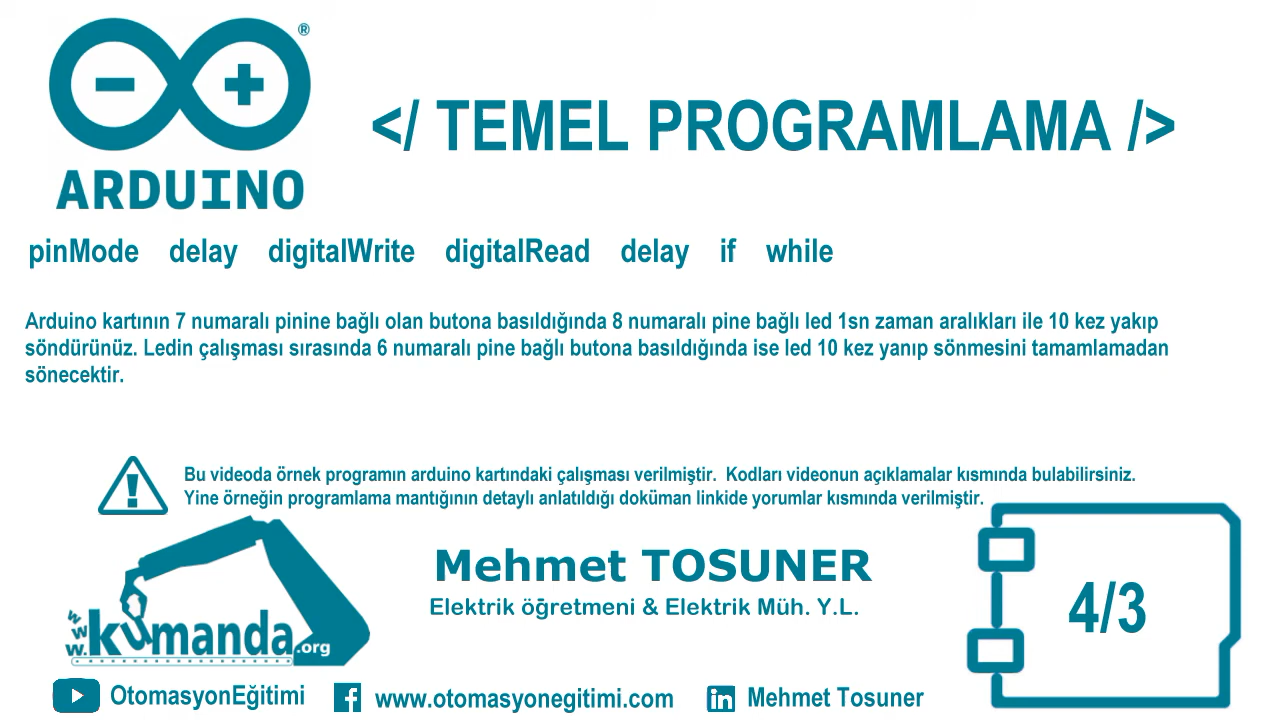 ®
ARDUINO
</ TEMEL PROGRAMLAMA />
pinMode delay digitalWrite digitalRead delay if while
Arduino kartının 7 numaralı pinine bağlı olan butona basıldığında 8 numaralı pine bağlı led 1sn zaman aralıkları ile 10 kez yakıp
söndürünüz. Ledin çalışması sırasında 6 numaralı pine bağlı butona basıldığında ise led 10 kez yanıp sönmesini tamamlamadan
sönecektir.
Bu videoda örnek programın arduino kartındaki çalışması verilmiştir. Kodları videonun açıklamalar kısmında bulabilirsiniz.
Yine örneğin programlama mantığının detaylı anlatıldığı doküman linkide yorumlar kısmında verilmiştir.
Mehmet TOSUNER
Elektrik öğretmeni & Elektrik Müh. Y.L.
www.kumanda.org
4/3
OtomasyonEğitimi www.otomasyonegitimi.com Mehmet Tosuner